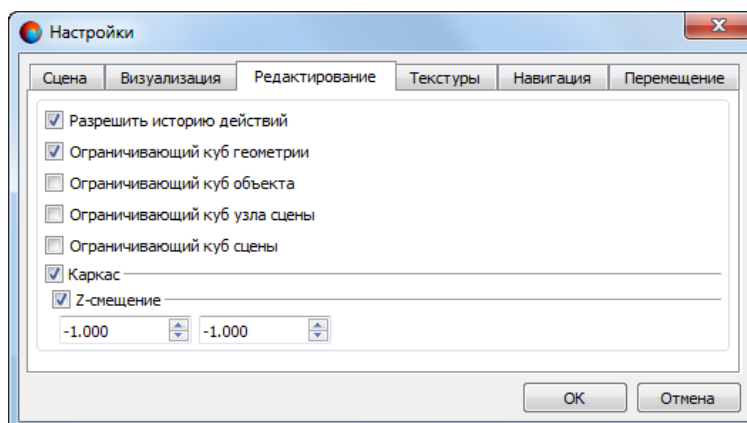 Настройки
Сцена Визуализация Редактирование Текстуры Навигация Перемещение
Разрешить историю действий
Ограничивающий куб геометрии
Ограничивающий куб объекта
Ограничивающий куб узла сцены
Ограничивающий куб сцены
Каркас
Z-смещение
-1.000 -1.000
OK Отмена